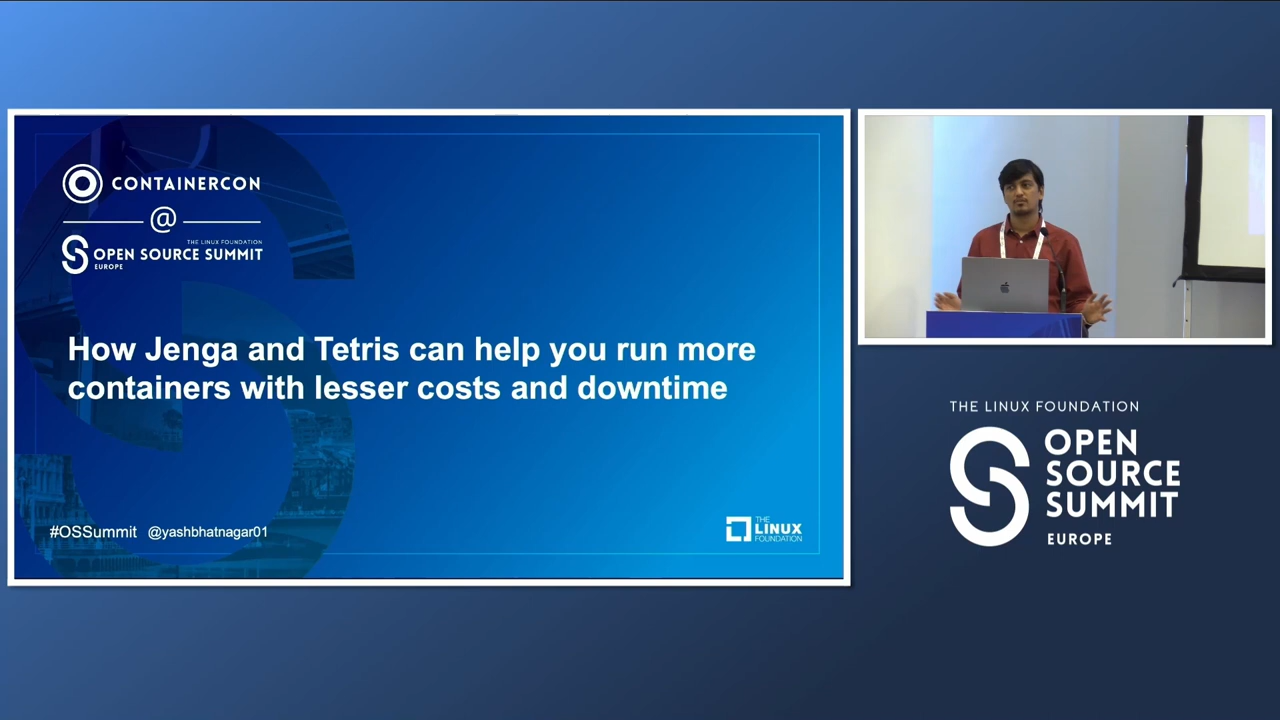 CONTAINERCON
@
THE LINUX FOUNDATION
OPEN SOURCE SUMMIT
EUROPE
How Jenga and Tetris can help you run more
containers with lesser costs and downtime
#OSSummit @yashbhatnagar01
THE
LINUX
FOUNDATION
THE LINUX FOUNDATION
OPEN
SOURCE
SUMMIT
EUROPE